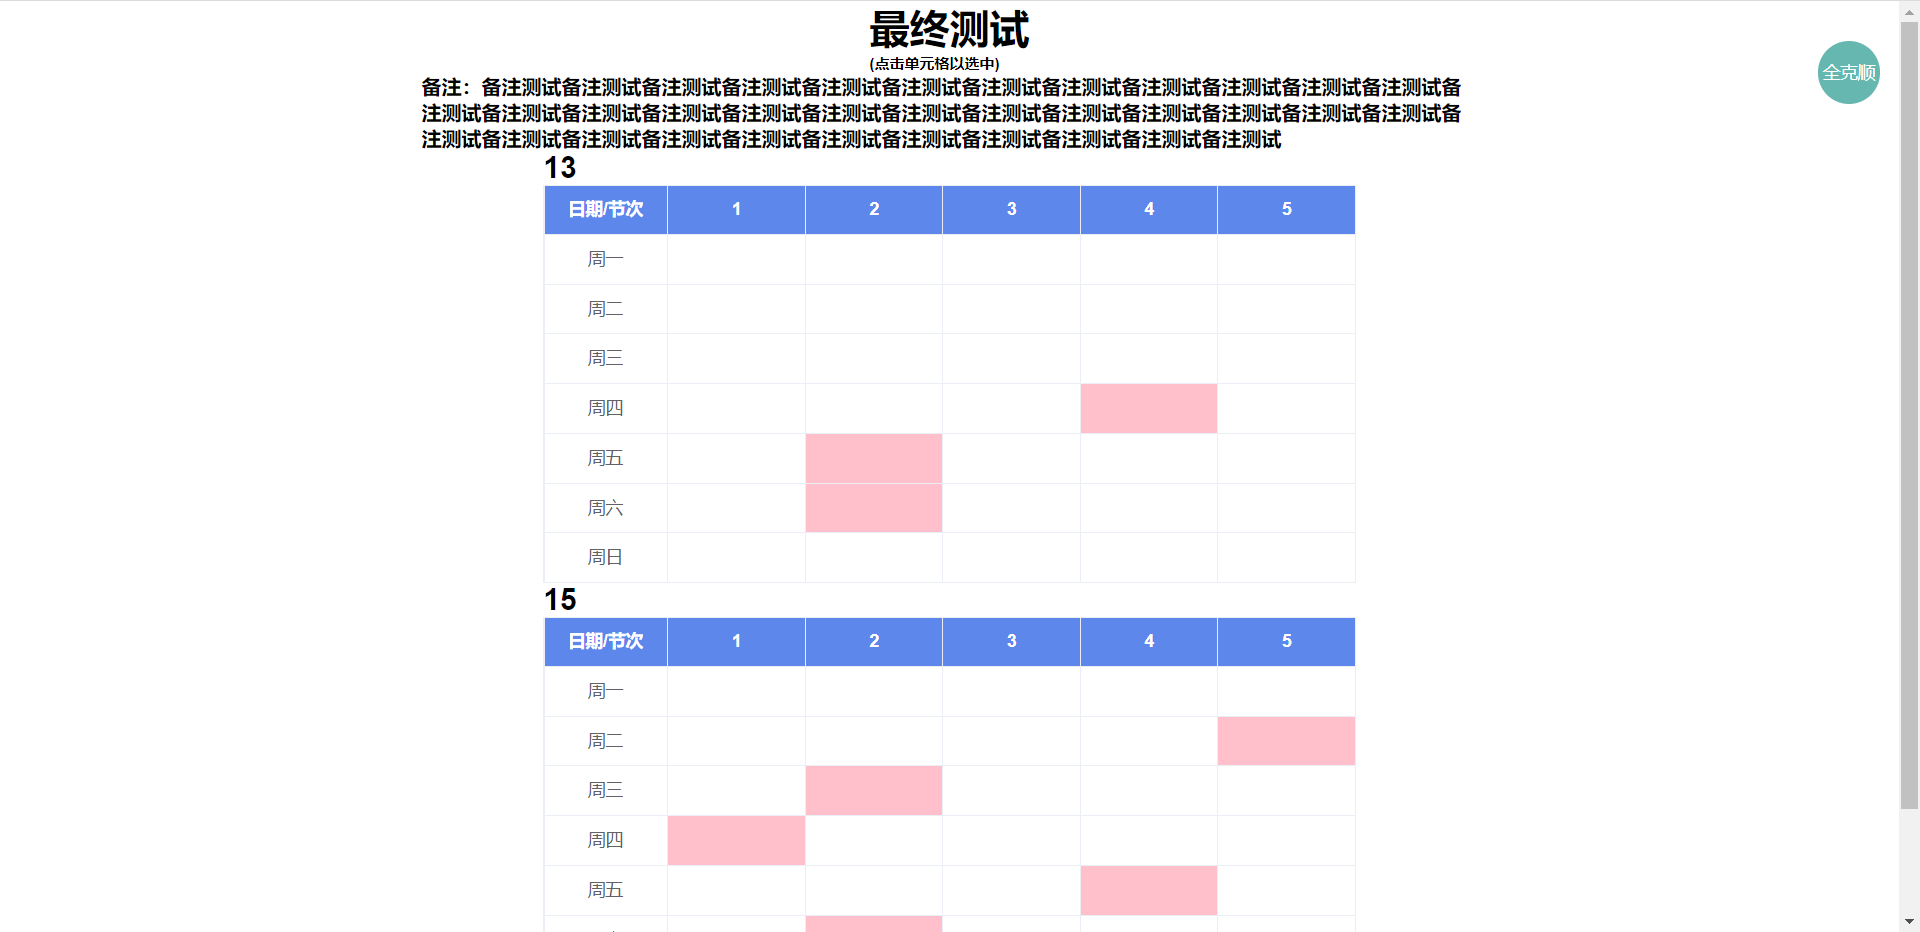 最终测试
(点击单元格以选中)
全克顺
备注：备注测试备注测试备注测试备注测试备注测试备注测试备注测试备注测试备注测试备注测试备注测试备注测试备
注测试备注测试备注测试备注测试备注测试备注测试备注测试备注测试备注测试备注测试备注测试备注测试备注测试备
注测试备注测试备注测试备注测试备注测试备注测试备注测试备注测试备注测试备注测试备注测试
13
日期/节次 1 2 3 4 5
周一
周二
周三
周四
周五
周六
周日
15
日期/节次 1 2 3 4 5
周一
周二
周三
周四
周五